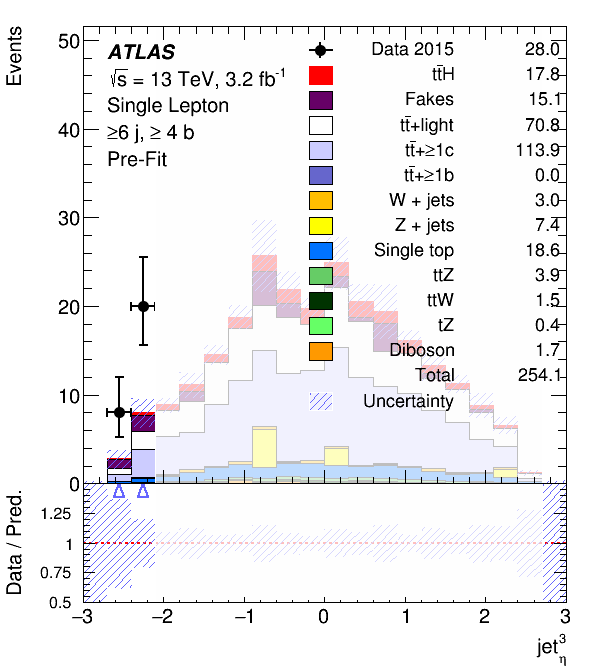 Events
ATLAS
√s = 13 TeV, 3.2 fb⁻¹
Single Lepton
≥6 j, ≥ 4 b
Pre-Fit
Data 2015 28.0
tt̄H 17.8
Fakes 15.1
tt̄+light 70.8
tt̄+≥1c 113.9
tt̄+≥1b 0.0
W + jets 3.0
Z + jets 7.4
Single top 18.6
ttZ 3.9
ttW 1.5
tZ 0.4
Diboson 1.7
Total 254.1
Uncertainty
50
40
30
20
10
0
Data / Pred.
1.25
1
0.75
0.5
−3 −2 −1 0 1 2 3
jet³_η